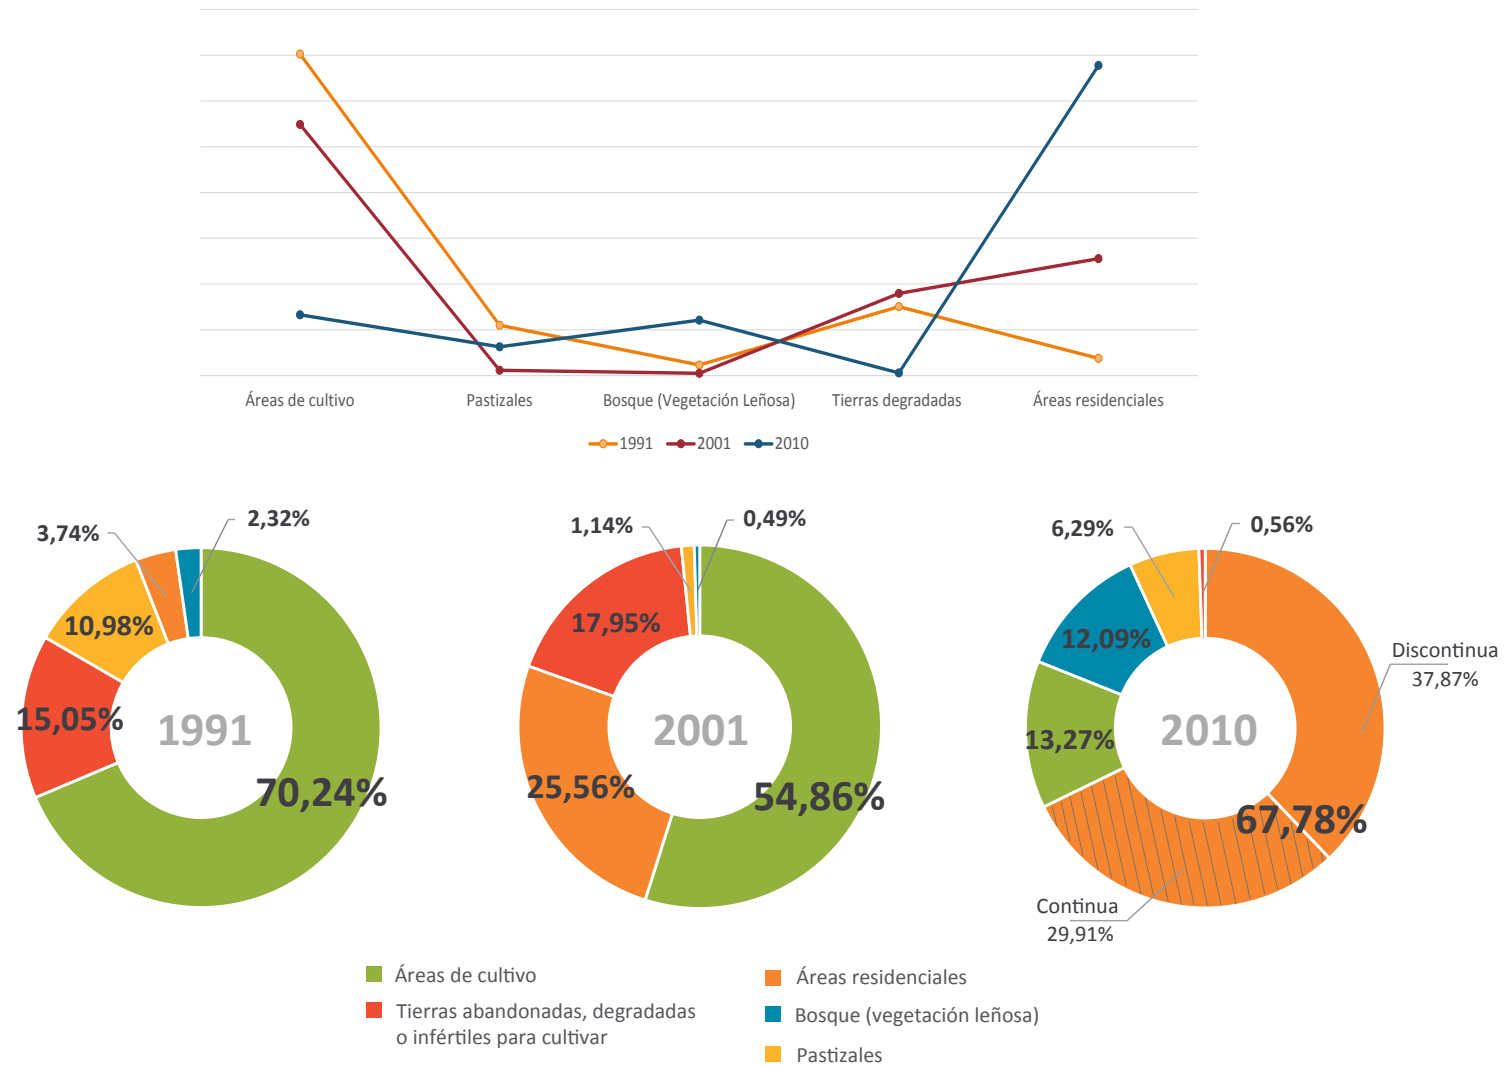 Áreas de cultivo
Pastizales
Bosque (Vegetación Leñosa)
Tierras degradadas
Áreas residenciales
1991
2001
2010
3,74%
2,32%
10,98%
15,05%
1991
70,24%
1,14%
0,49%
17,95%
25,56%
2001
54,86%
6,29%
0,56%
12,09%
13,27%
2010
67,78%
Discontinua
37,87%
Continua
29,91%
Áreas de cultivo
Tierras abandonadas, degradadas
o infértiles para cultivar
Áreas residenciales
Bosque (vegetación leñosa)
Pastizales